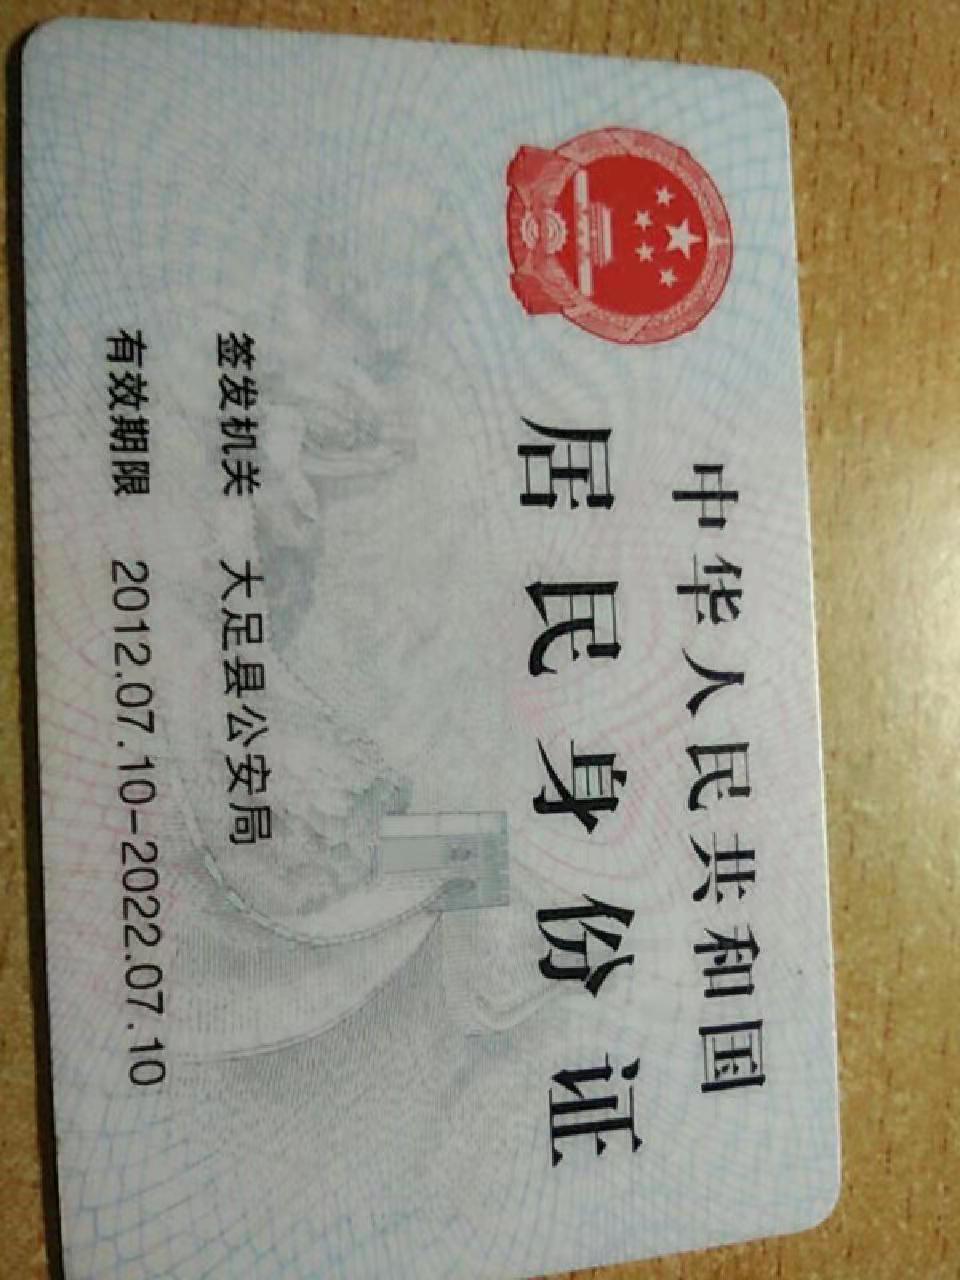 中华人民共和国
居民身份证
签发机关 大足县公安局
有效期限 2012.07.10-2022.07.10